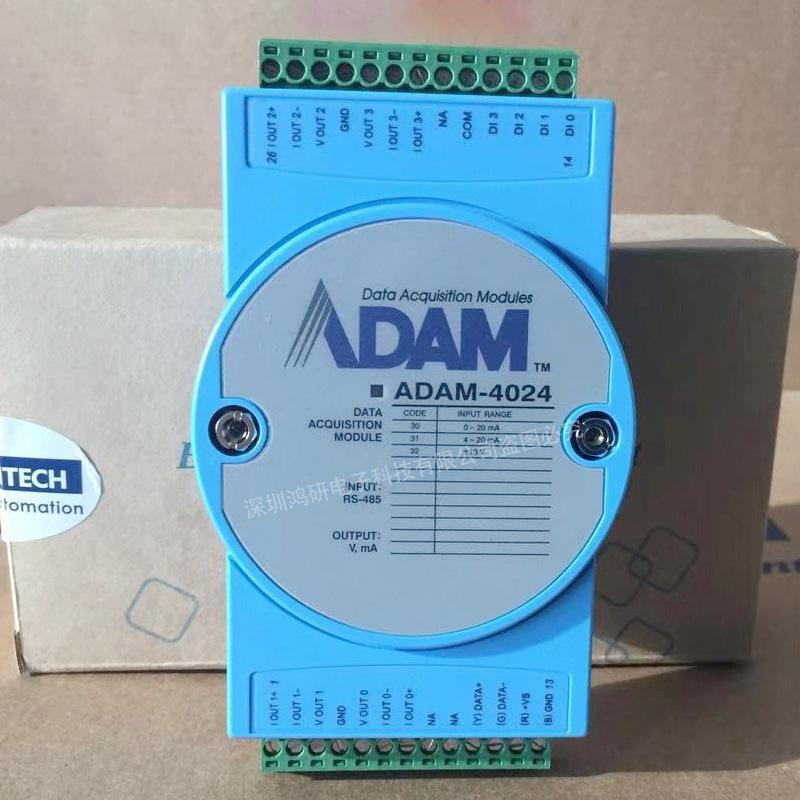 26 I OUT 2+
I OUT 2-
V OUT 2
GND
V OUT 3
I OUT 3-
I OUT 3+
NA
COM
DI 3
DI 2
DI 1
14 DI 0
Data Acquisition Modules
ADAM™
ADAM-4024
DATA
ACQUISITION
MODULE
CODE INPUT RANGE
30 0~20 mA
31 4~20 mA
32
INPUT:
RS-485
OUTPUT:
V, mA
深圳鸿研电子科技有限公司盗图必究
NTECH
utomation
I OUT 1+ 1
I OUT 1-
V OUT 1
GND
V OUT 0
I OUT 0-
I OUT 0+
NA
NA
(Y) DATA+
(G) DATA-
(R) +VS
(B) GND 13